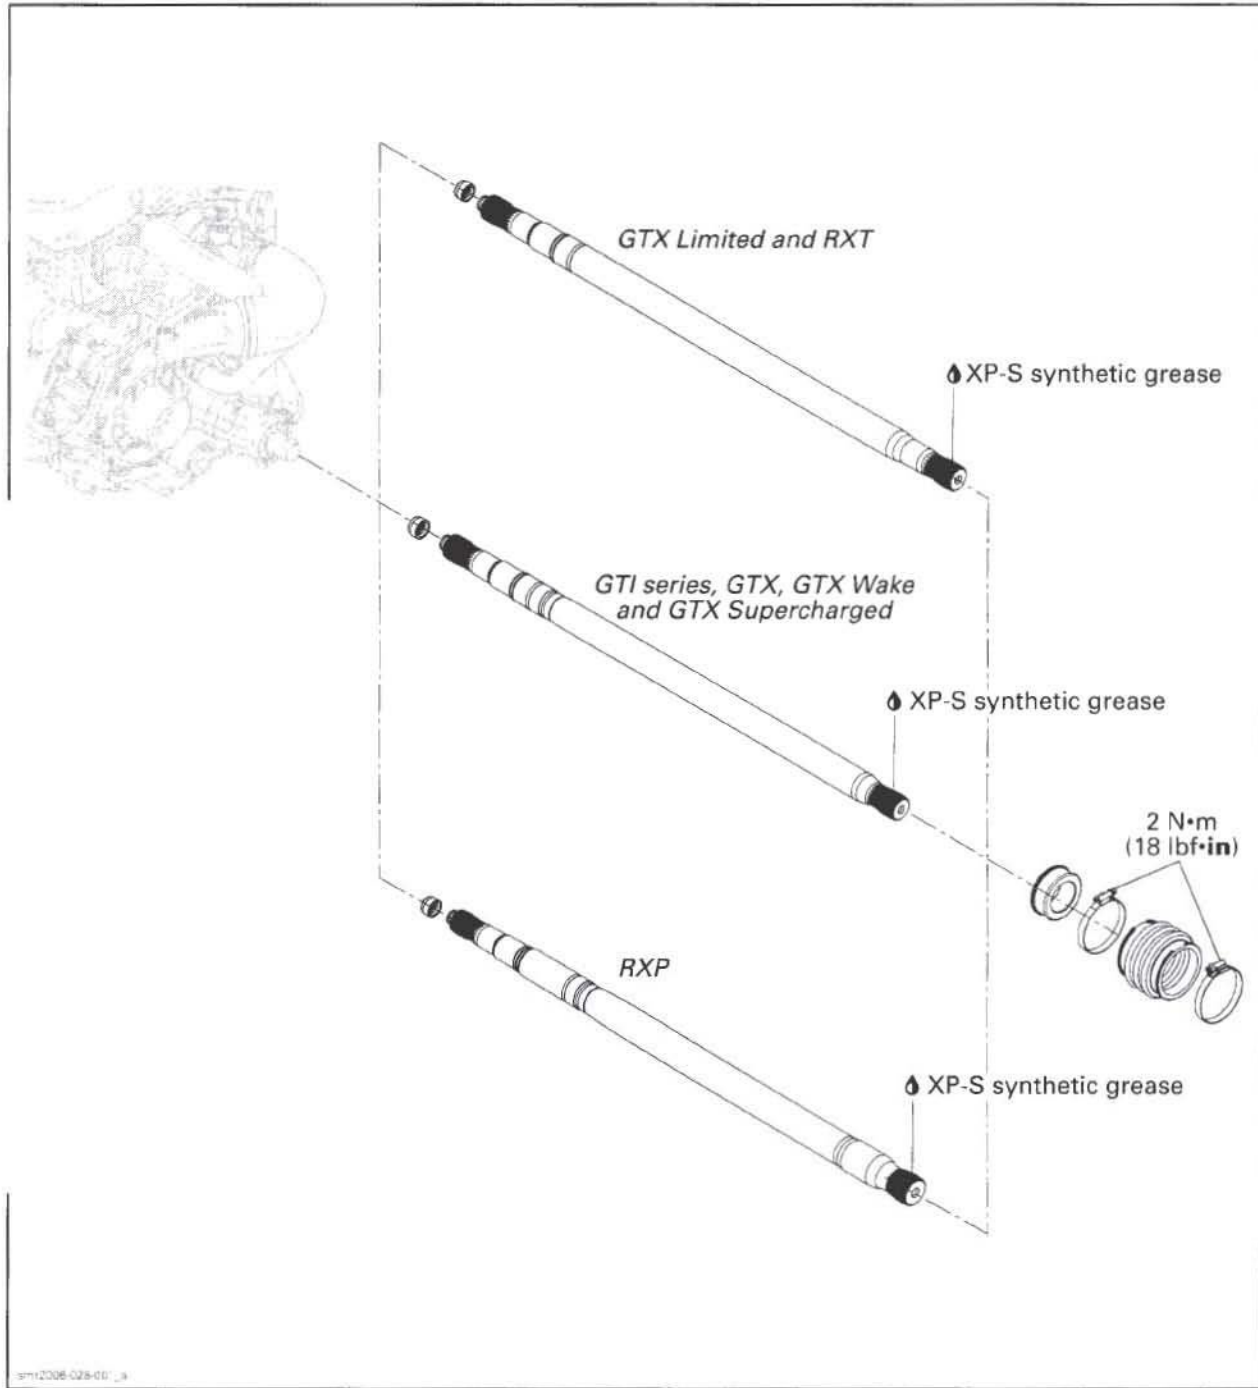 GTX Limited and RXT
XP-S synthetic grease
GTI series, GTX, GTX Wake
and GTX Supercharged
XP-S synthetic grease
2 N•m
(18 lbf•in)
RXP
XP-S synthetic grease